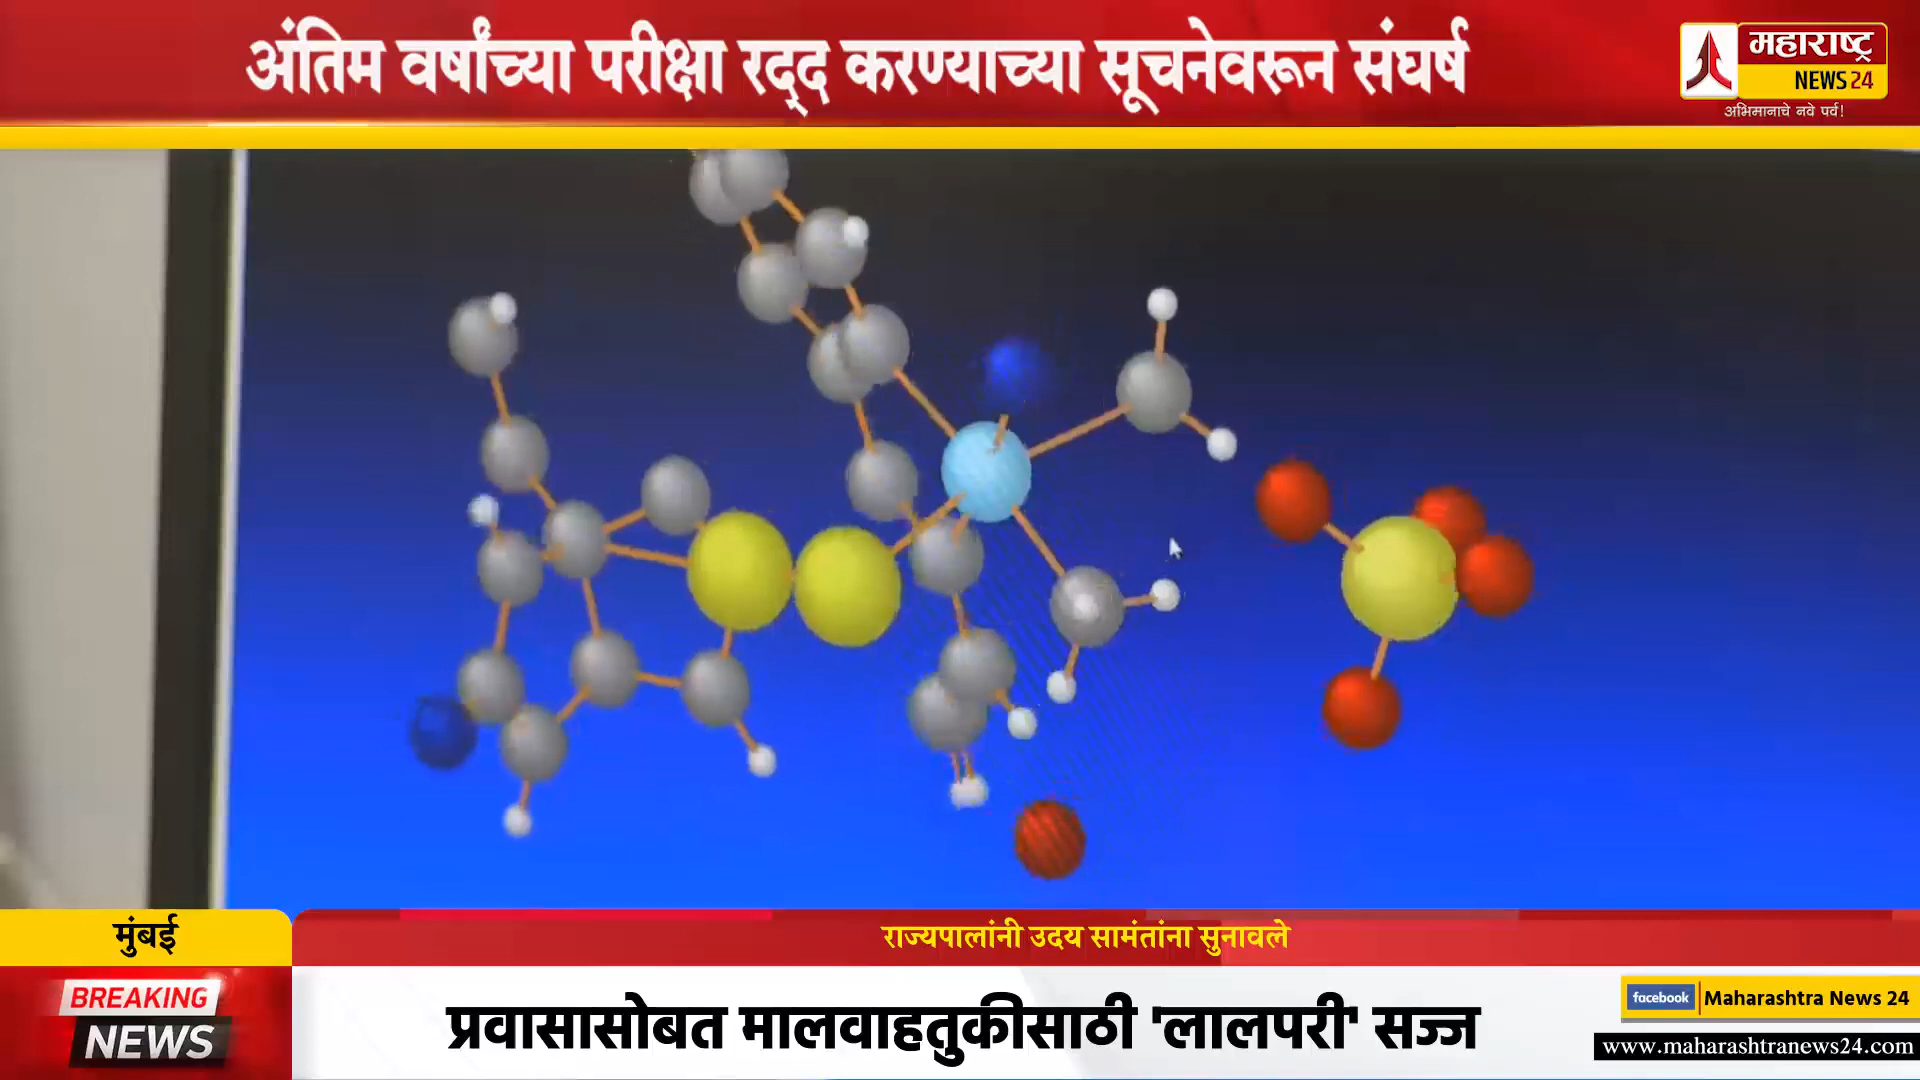 अंतिम वर्षांच्या परीक्षा रद्द करण्याच्या सूचनेवरून संघर्ष
महाराष्ट्र
NEWS 24
अभिमानाचे नवे पर्व!
मुंबई
राज्यपालांनी उदय सामंतांना सुनावले
BREAKING
NEWS
प्रवासासोबत मालवाहतुकीसाठी 'लालपरी' सज्ज
facebook Maharashtra News 24
www.maharashtranews24.com